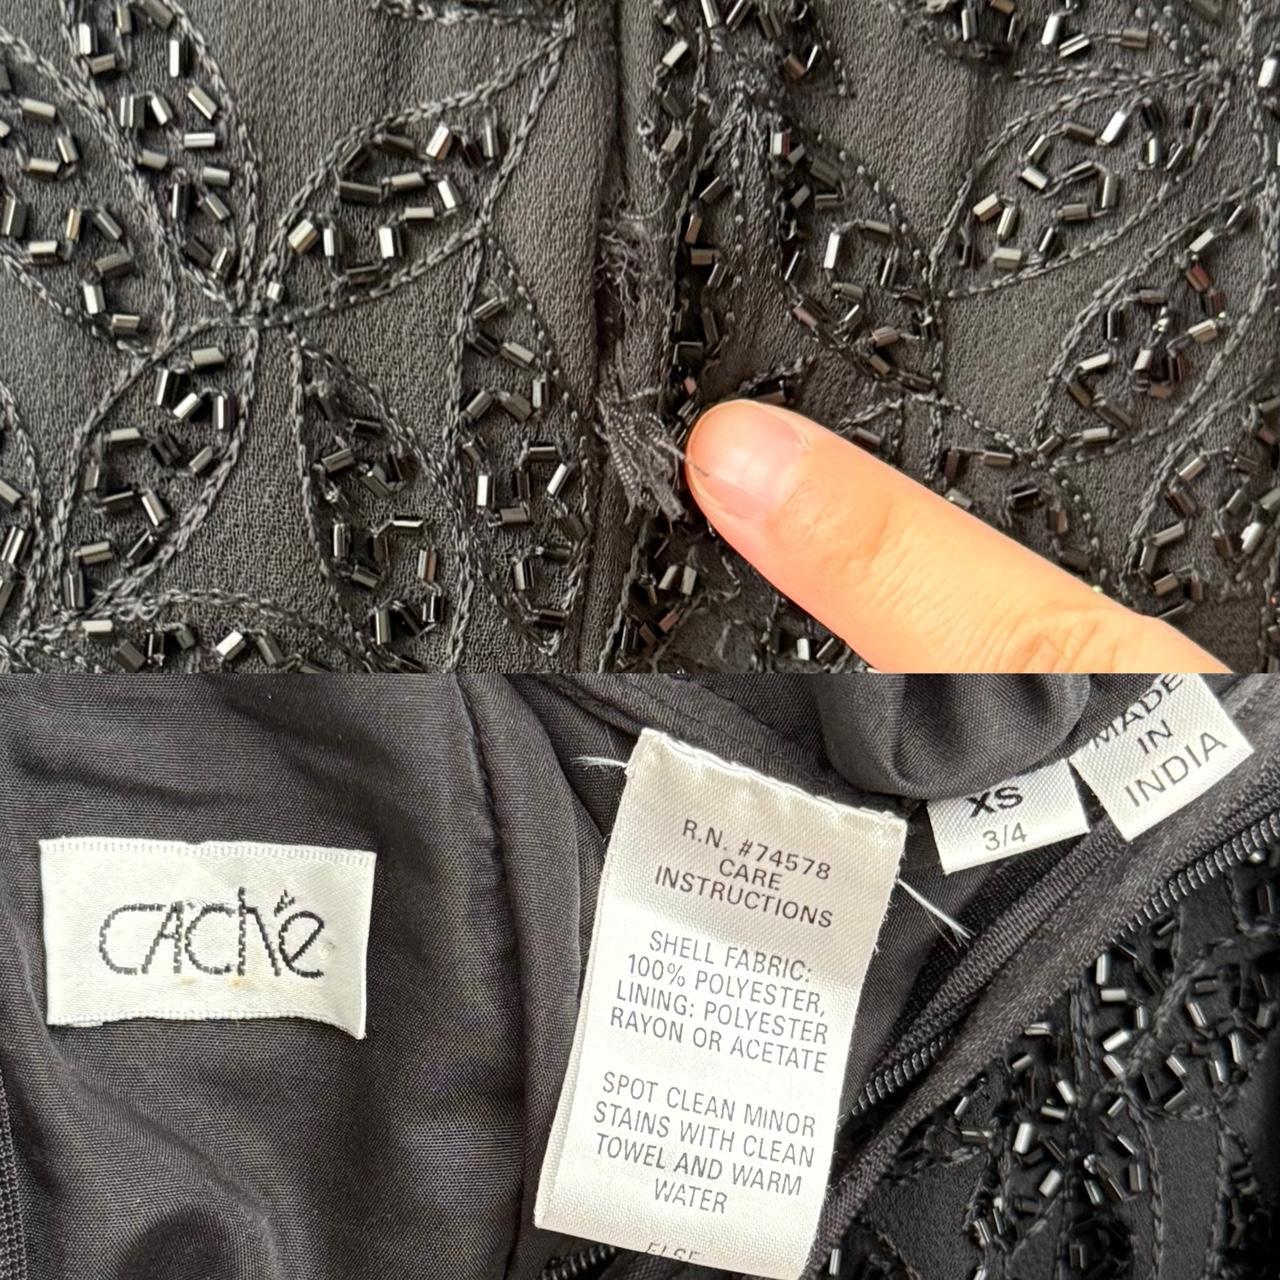 Caché
R.N. #74578
CARE
INSTRUCTIONS
SHELL FABRIC:
100% POLYESTER,
LINING: POLYESTER
RAYON OR ACETATE
SPOT CLEAN MINOR
STAINS WITH CLEAN
TOWEL AND WARM
WATER
ELSE
XS
3/4
MADE
IN
INDIA